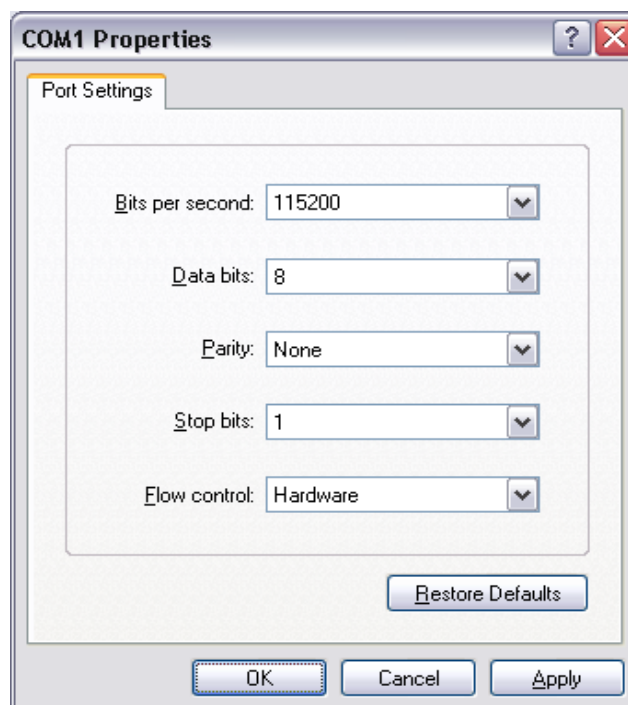 COM1 Properties
Port Settings
Bits per second: 115200
Data bits: 8
Parity: None
Stop bits: 1
Flow control: Hardware
Restore Defaults
OK Cancel Apply